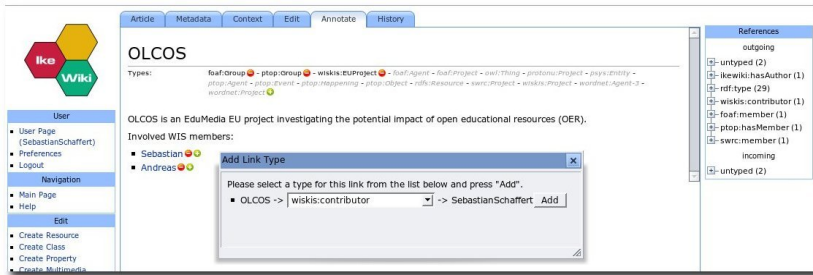 Article Metadata Context Edit Annotate History
Ike
Wiki
OLCOS
Types: foaf:Group - ptop:Group - wiskis:EUProject - foaf:Agent - foaf:Project - owl:Thing - protonu:Project - psys:Entity -
ptop:Agent - ptop:Event - ptop:Happening - ptop:Object - rdfs:Resource - swrc:Project - wiskis:Project - wordnet:Agent-3 -
wordnet:Project
OLCOS is an EduMedia EU project investigating the potential impact of open educational resources (OER).
Involved WIS members:
Sebastian
Andreas
Add Link Type
Please select a type for this link from the list below and press "Add".
OLCOS -> wiskis:contributor -> SebastianSchaffert Add
User
User Page
(SebastianSchaffert)
Preferences
Logout
Navigation
Main Page
Help
Edit
Create Resource
Create Class
Create Property
Create Multimedia
References
outgoing
untyped (2)
ikewiki:hasAuthor (1)
rdf:type (29)
wiskis:contributor (1)
foaf:member (1)
ptop:hasMember (1)
swrc:member (1)
incoming
untyped (2)